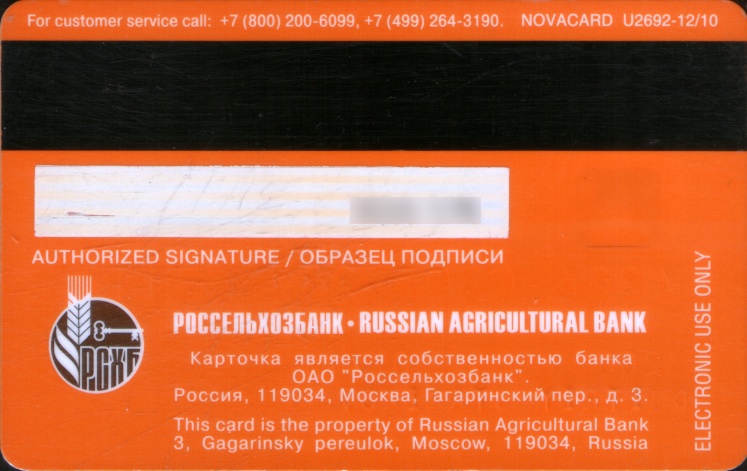 For customer service call: +7 (800) 200-6099, +7 (499) 264-3190. NOVACARD U2692-12/10
AUTHORIZED SIGNATURE / ОБРАЗЕЦ ПОДПИСИ
ELECTRONIC USE ONLY
РСХБ
РОССЕЛЬХОЗБАНК • RUSSIAN AGRICULTURAL BANK
Карточка является собственностью банка
ОАО "Россельхозбанк".
Россия, 119034, Москва, Гагаринский пер., д. 3.
This card is the property of Russian Agricultural Bank
3, Gagarinsky pereulok, Moscow, 119034, Russia